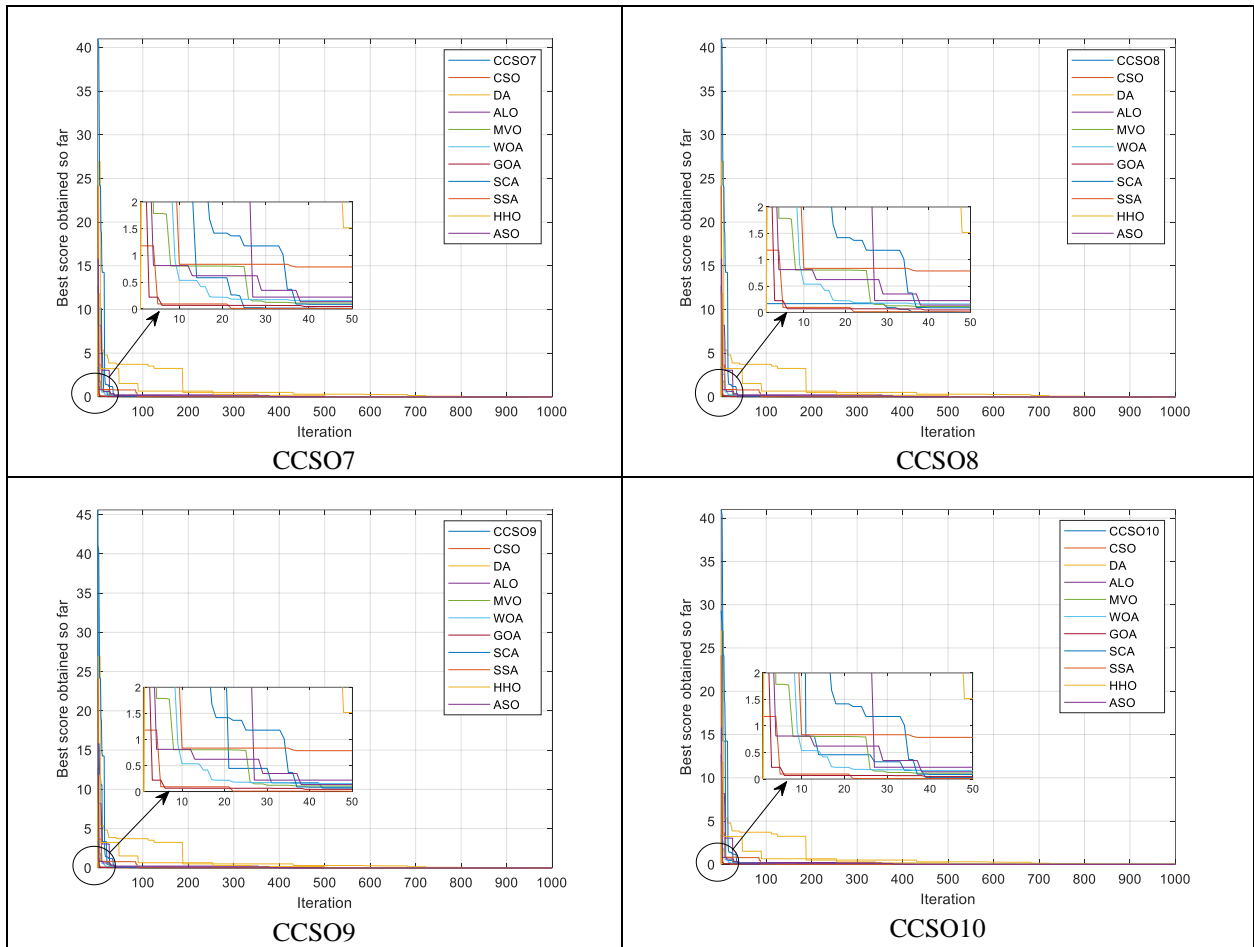 40
35
30
25
20
15
10
5
0
Best score obtained so far
100 200 300 400 500 600 700 800 900 1000
Iteration
2
1.5
1
0.5
0
10 20 30 40 50
CCSO7
CSO
DA
ALO
MVO
WOA
GOA
SCA
SSA
HHO
ASO
CCSO7
40
35
30
25
20
15
10
5
0
Best score obtained so far
100 200 300 400 500 600 700 800 900 1000
Iteration
2
1.5
1
0.5
0
10 20 30 40 50
CCSO8
CSO
DA
ALO
MVO
WOA
GOA
SCA
SSA
HHO
ASO
CCSO8
45
40
35
30
25
20
15
10
5
0
Best score obtained so far
100 200 300 400 500 600 700 800 900 1000
Iteration
2
1.5
1
0.5
0
10 20 30 40 50
CCSO9
CSO
DA
ALO
MVO
WOA
GOA
SCA
SSA
HHO
ASO
CCSO9
40
35
30
25
20
15
10
5
0
Best score obtained so far
100 200 300 400 500 600 700 800 900 1000
Iteration
2
1.5
1
0.5
0
10 20 30 40 50
CCSO10
CSO
DA
ALO
MVO
WOA
GOA
SCA
SSA
HHO
ASO
CCSO10